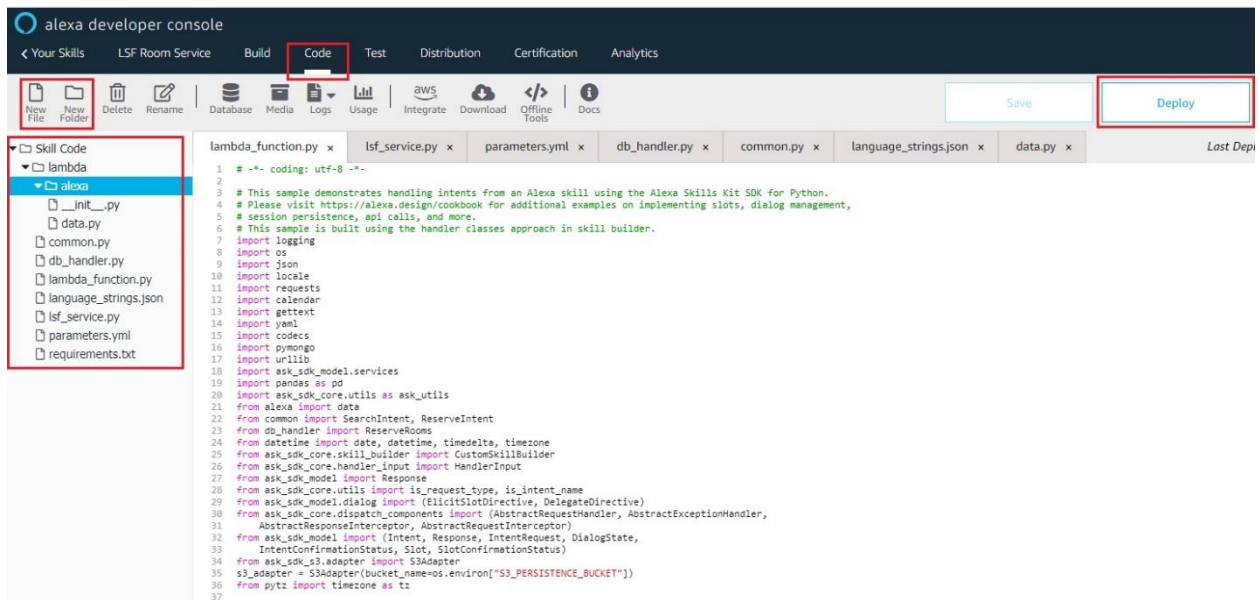 alexa developer console
Your Skills LSF Room Service Build Code Test Distribution Certification Analytics
New File New Folder Delete Rename Database Media Logs Usage aws Integrate Download Offline Tools Docs Save Deploy
Skill Code
lambda
alexa
__init__.py
data.py
common.py
db_handler.py
lambda_function.py
language_strings.json
lsf_service.py
parameters.yml
requirements.txt
lambda_function.py x lsf_service.py x parameters.yml x db_handler.py x common.py x language_strings.json x data.py x Last Depl
1 # -*- coding: utf-8 -*-
2
3 # This sample demonstrates handling intents from an Alexa skill using the Alexa Skills Kit SDK for Python.
4 # Please visit https://alexa.design/cookbook for additional examples on implementing slots, dialog management,
5 # session persistence, api calls, and more.
6 # This sample is built using the handler classes approach in skill builder.
7 import logging
8 import os
9 import json
10 import locale
11 import requests
12 import calendar
13 import gettext
14 import yaml
15 import codecs
16 import pymongo
17 import urllib
18 import ask_sdk_model.services
19 import pandas as pd
20 import ask_sdk_core.utils as ask_utils
21 from alexa import data
22 from common import SearchIntent, ReserveIntent
23 from db_handler import ReserveRooms
24 from datetime import date, datetime, timedelta, timezone
25 from ask_sdk_core.skill_builder import CustomSkillBuilder
26 from ask_sdk_core.handler_input import HandlerInput
27 from ask_sdk_model import Response
28 from ask_sdk_core.utils import is_request_type, is_intent_name
29 from ask_sdk_model.dialog import (ElicitSlotDirective, DelegateDirective)
30 from ask_sdk_core.dispatch_components import (AbstractRequestHandler, AbstractExceptionHandler,
31 AbstractResponseInterceptor, AbstractRequestInterceptor)
32 from ask_sdk_model import (Intent, Response, IntentRequest, DialogState,
33 IntentConfirmationStatus, Slot, SlotConfirmationStatus)
34 from ask_sdk_s3.adapter import S3Adapter
35 s3_adapter = S3Adapter(bucket_name=os.environ["S3_PERSISTENCE_BUCKET"])
36 from pytz import timezone as tz
37